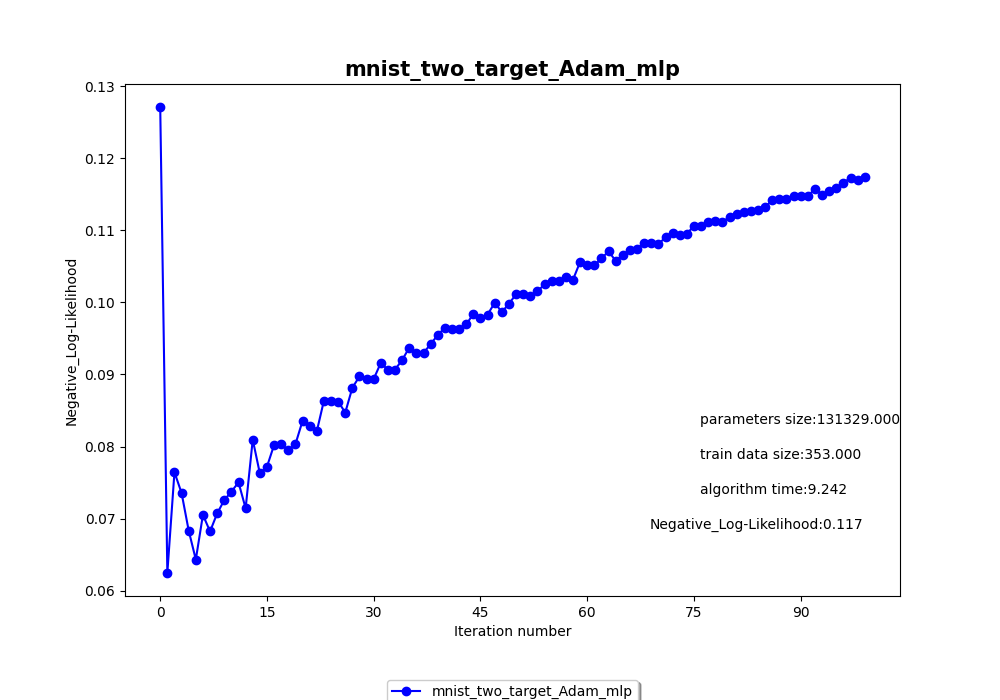 mnist_two_target_Adam_mlp
0.13
0.12
0.11
0.10
0.09
0.08
0.07
0.06
Negative_Log-Likelihood
parameters size:131329.000
train data size:353.000
algorithm time:9.242
Negative_Log-Likelihood:0.117
0 15 30 45 60 75 90
Iteration number
mnist_two_target_Adam_mlp